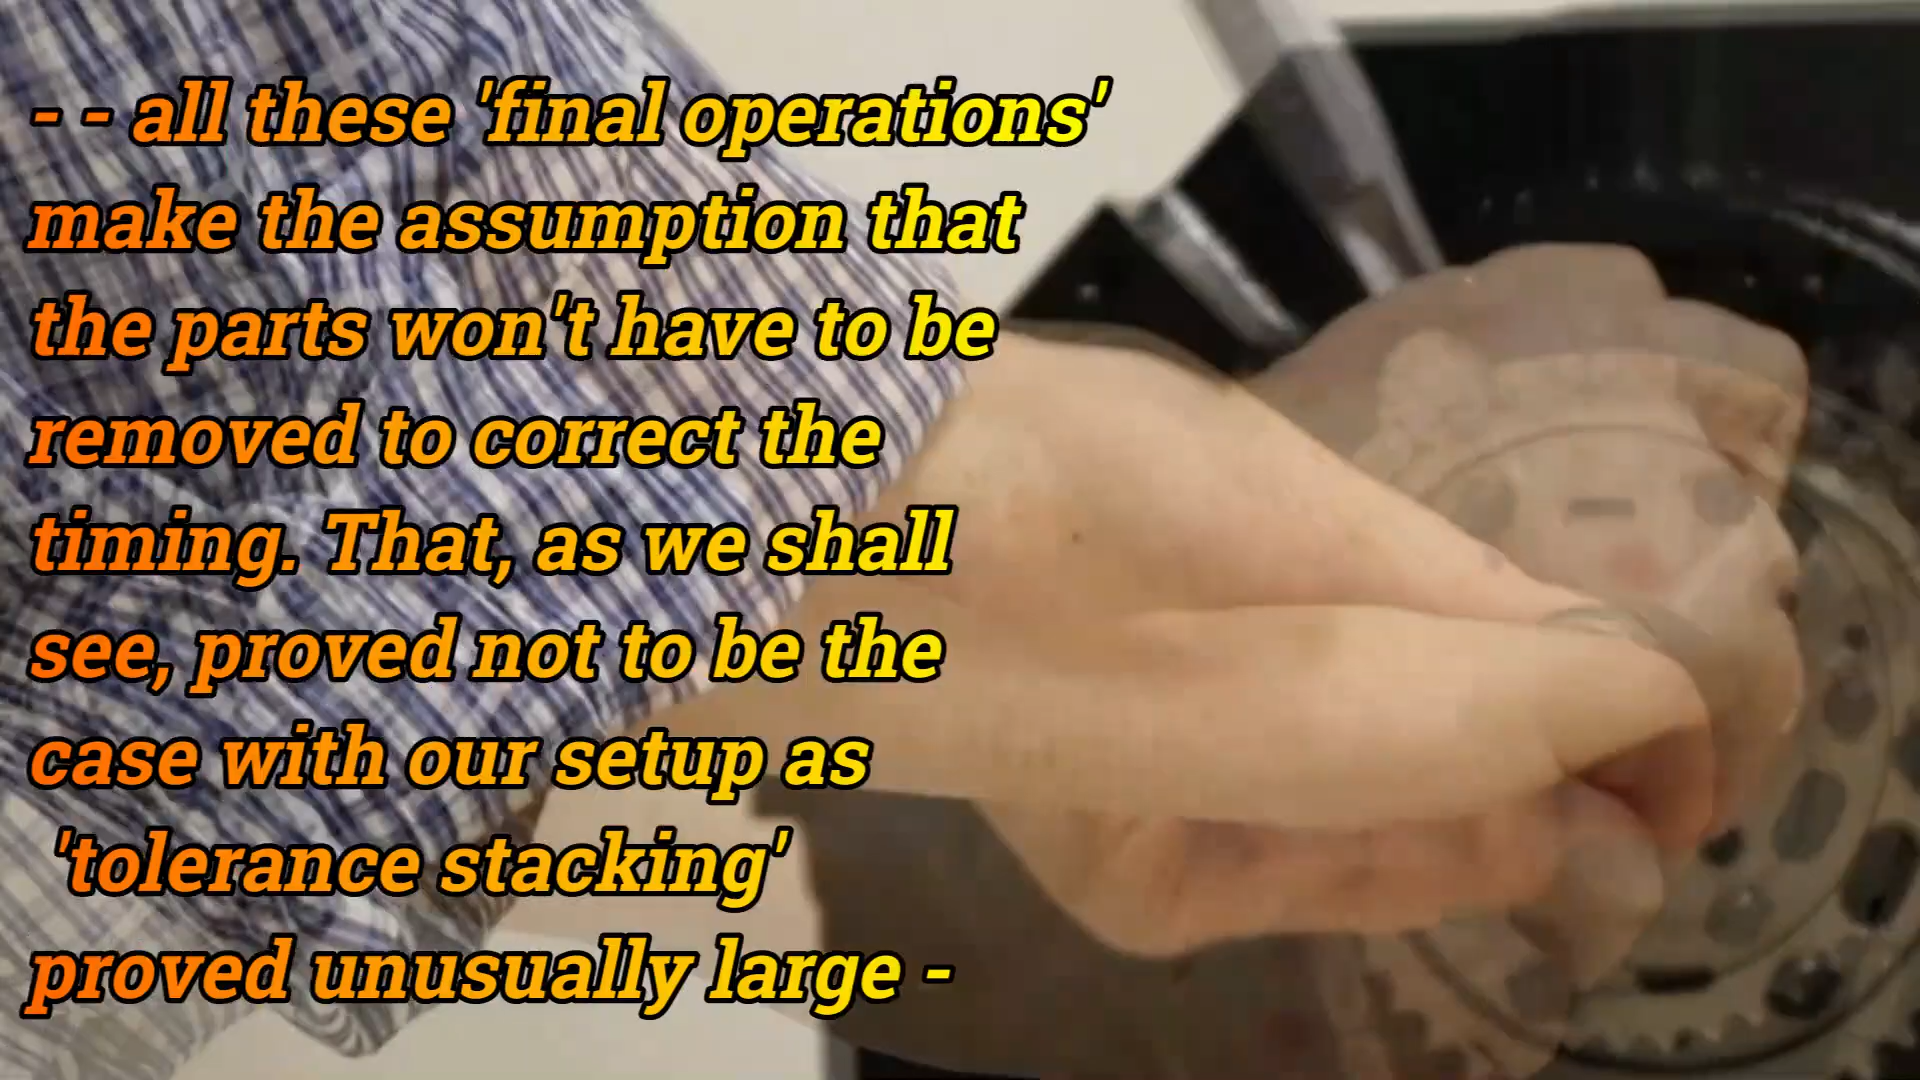 - - all these 'final operations'
make the assumption that
the parts won't have to be
removed to correct the
timing. That, as we shall
see, proved not to be the
case with our setup as
'tolerance stacking'
proved unusually large -